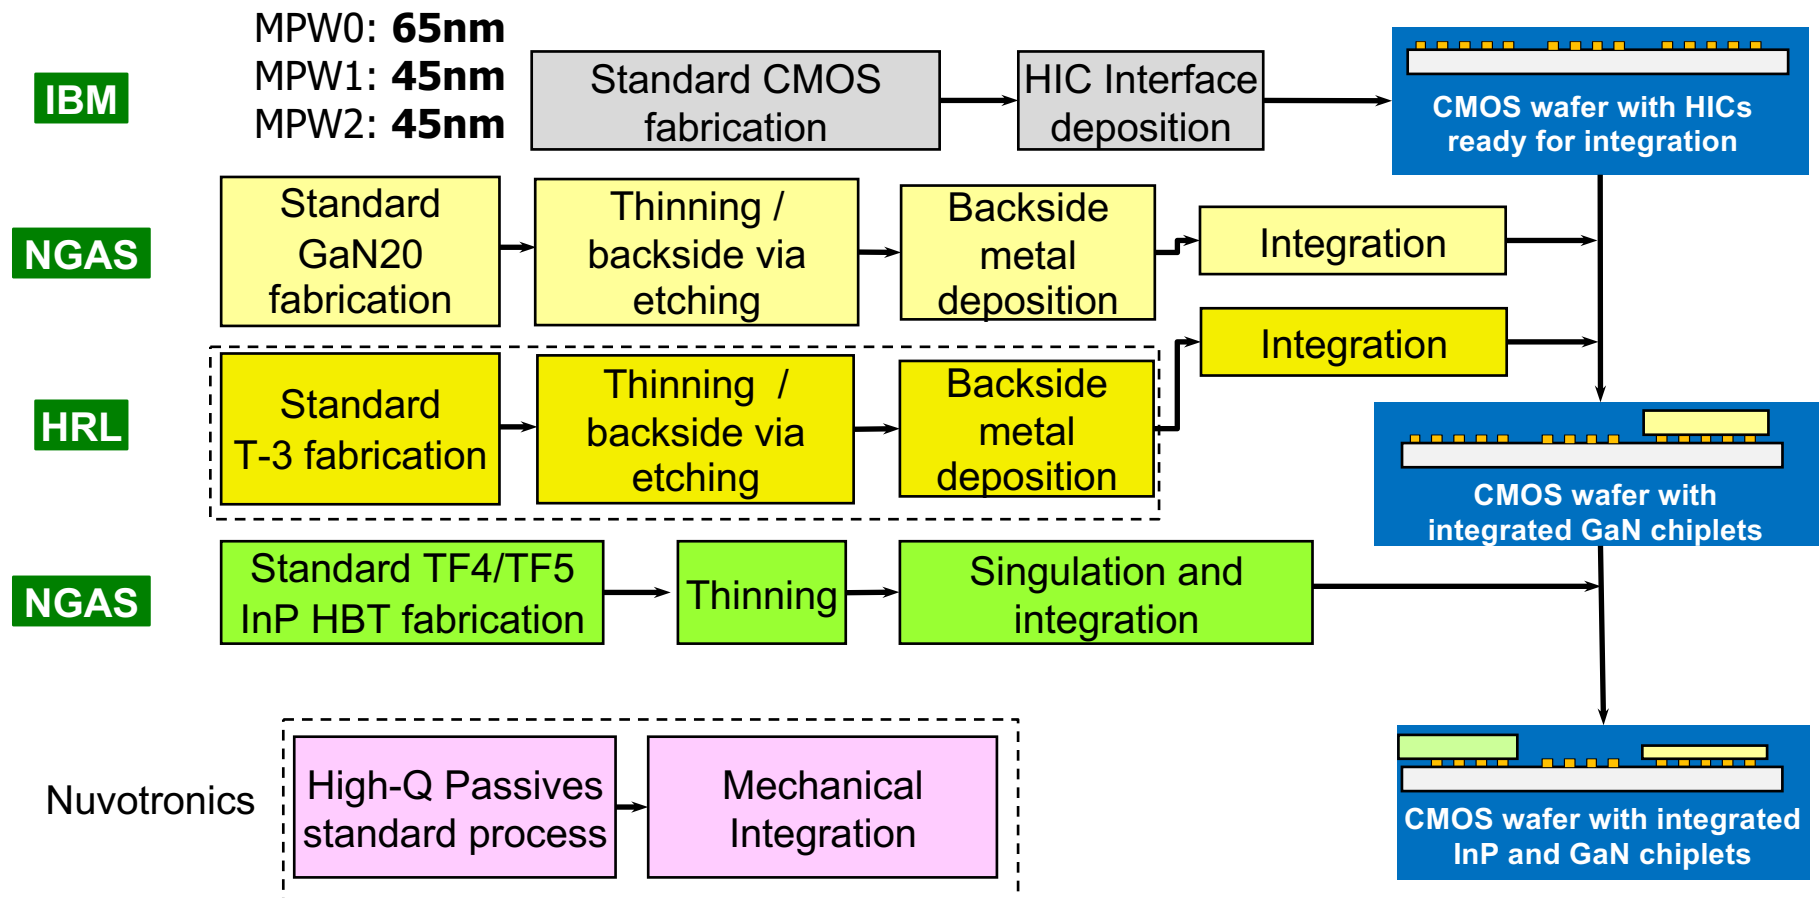 MPW0: 65nm
MPW1: 45nm
MPW2: 45nm
IBM
Standard CMOS
fabrication
HIC Interface
deposition
CMOS wafer with HICs
ready for integration
NGAS
Standard
GaN20
fabrication
Thinning /
backside via
etching
Backside
metal
deposition
Integration
HRL
Standard
T-3 fabrication
Thinning /
backside via
etching
Backside
metal
deposition
Integration
CMOS wafer with
integrated GaN chiplets
NGAS
Standard TF4/TF5
InP HBT fabrication
Thinning
Singulation and
integration
Nuvotronics
High-Q Passives
standard process
Mechanical
Integration
CMOS wafer with integrated
InP and GaN chiplets